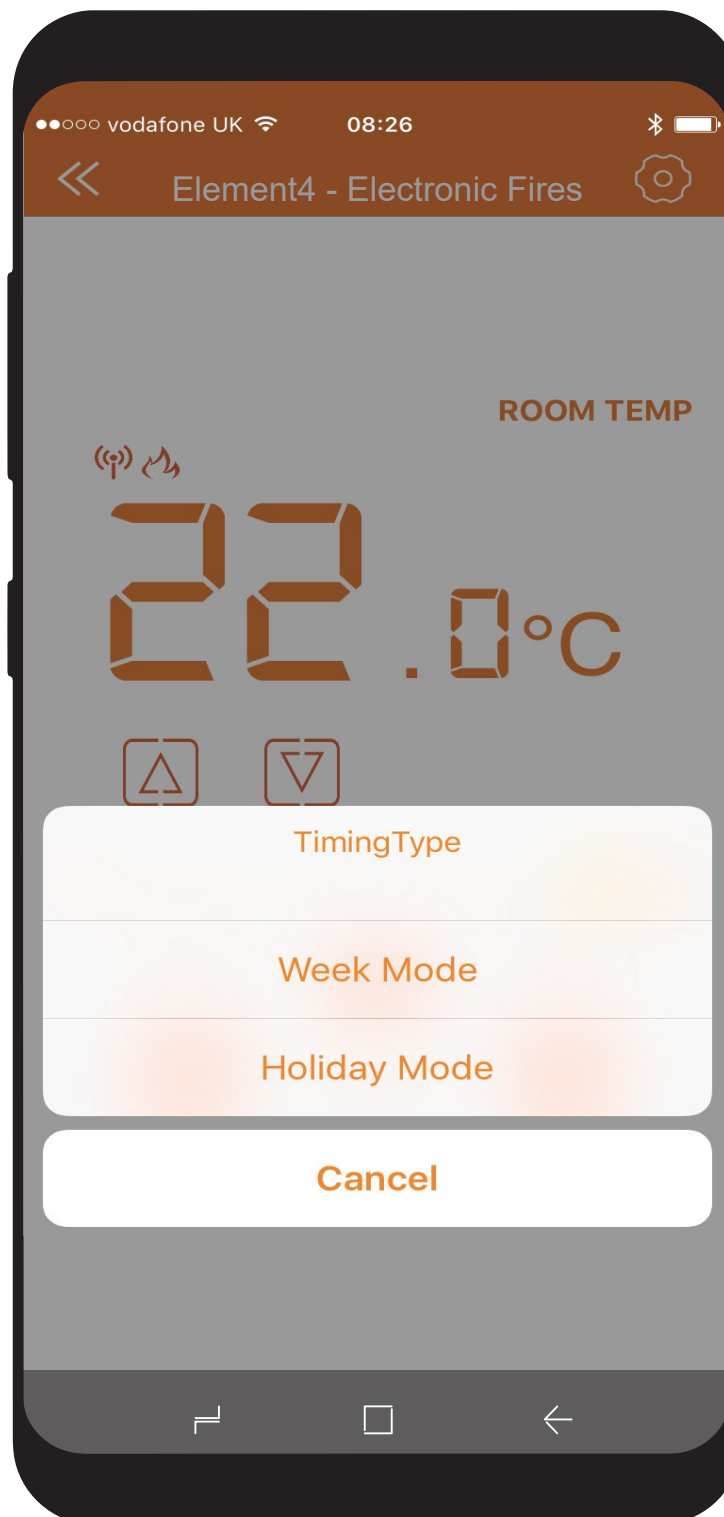 vodafone UK 08:26
Element4 - Electronic Fires
ROOM TEMP
22.0°C
TimingType
Week Mode
Holiday Mode
Cancel